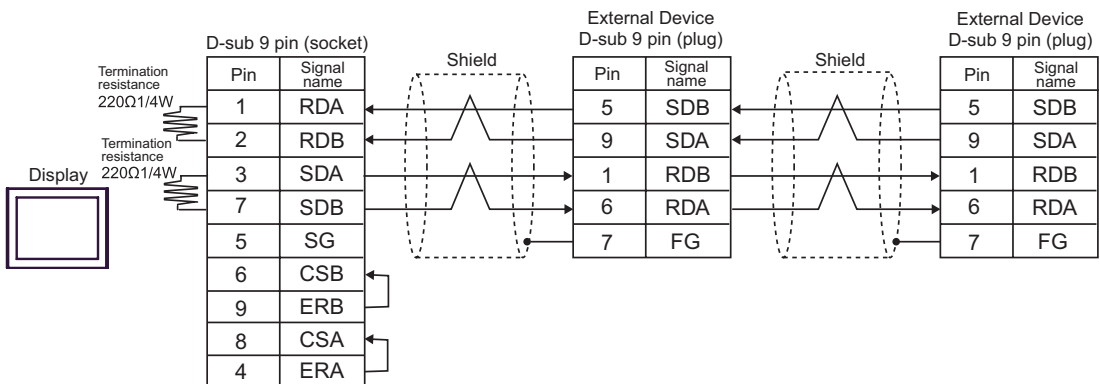 External Device
D-sub 9 pin (plug)
External Device
D-sub 9 pin (plug)
D-sub 9 pin (socket)
Shield
Shield
Termination
resistance
220Ω1/4W
Termination
resistance
220Ω1/4W
Display
Pin Signal name
1 RDA
2 RDB
3 SDA
7 SDB
5 SG
6 CSB
9 ERB
8 CSA
4 ERA
Pin Signal name
5 SDB
9 SDA
1 RDB
6 RDA
7 FG
Pin Signal name
5 SDB
9 SDA
1 RDB
6 RDA
7 FG